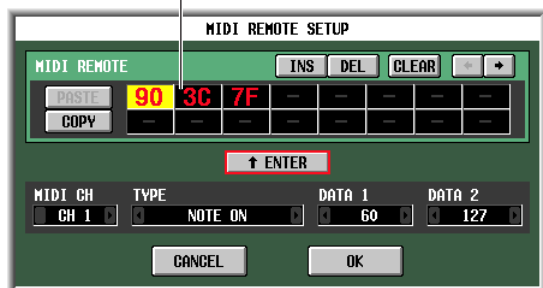 MIDI REMOTE SETUP
MIDI REMOTE INS DEL CLEAR ← →
PASTE 90 3C 7F — — — — —
COPY — — — — — — — —
↑ ENTER
MIDI CH TYPE DATA 1 DATA 2
CH 1 NOTE ON 60 127
CANCEL OK